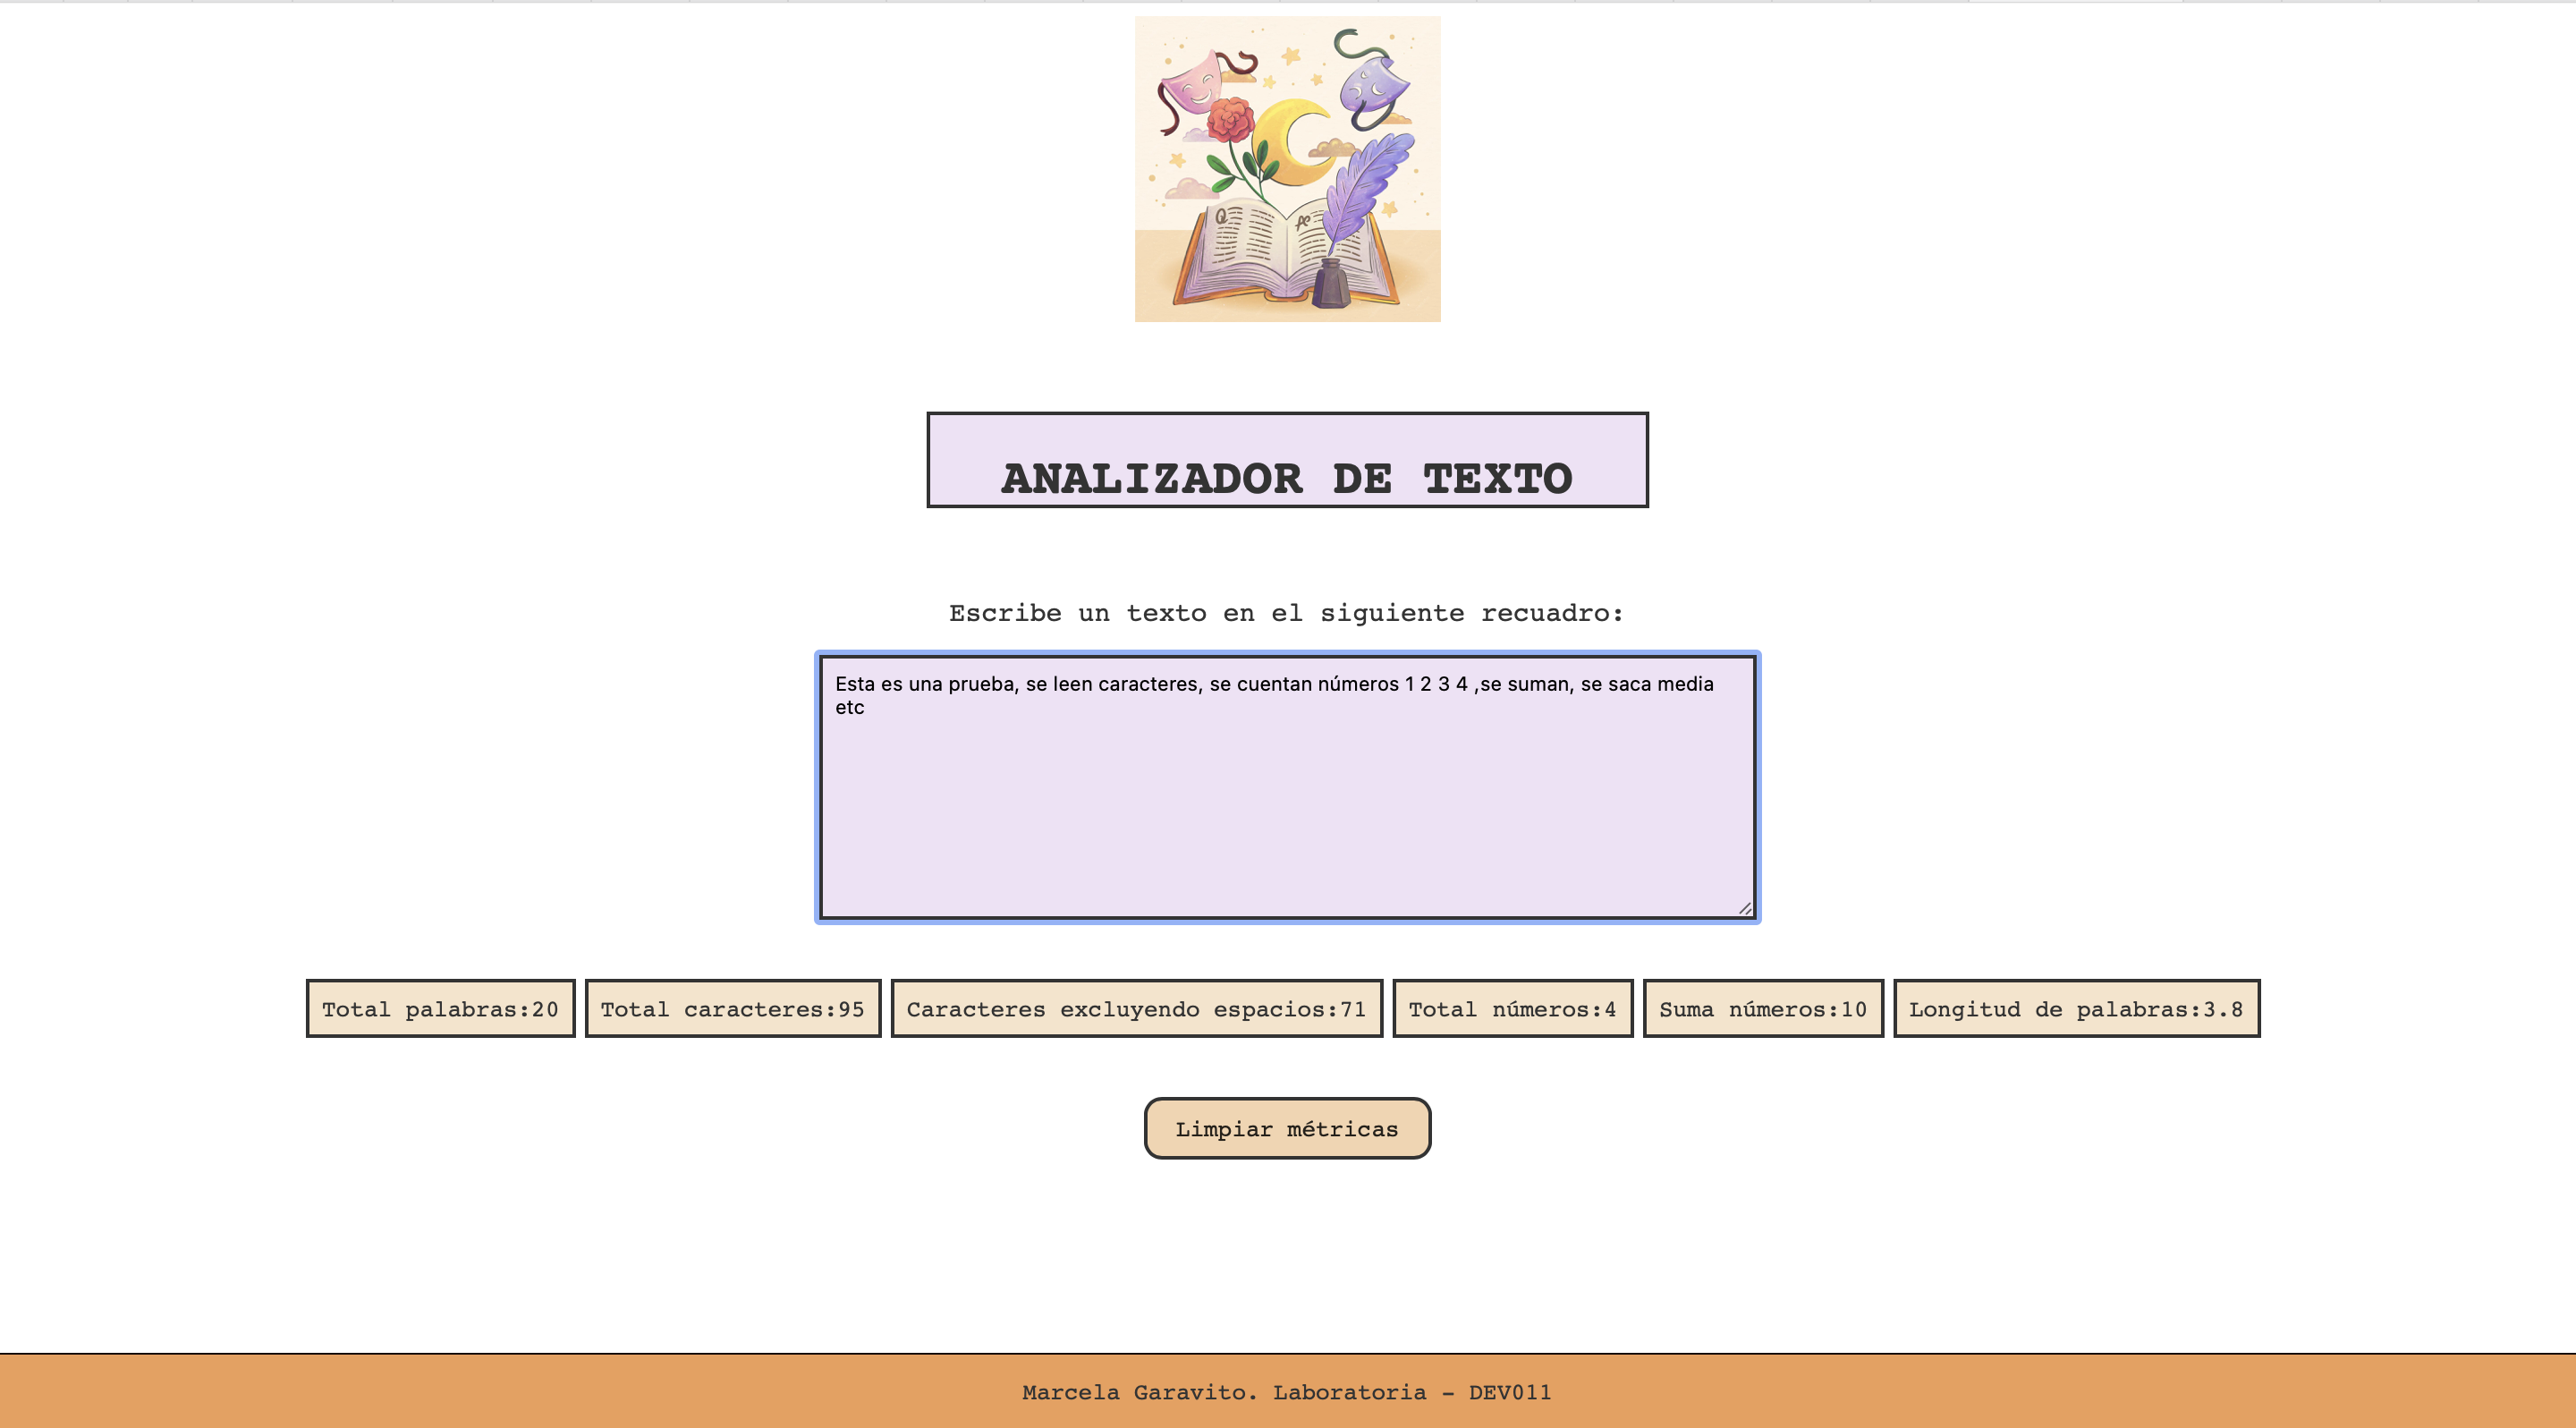 ANALIZADOR DE TEXTO
Escribe un texto en el siguiente recuadro:
Esta es una prueba, se leen caracteres, se cuentan números 1 2 3 4 ,se suman, se saca media
etc
Total palabras:20
Total caracteres:95
Caracteres excluyendo espacios:71
Total números:4
Suma números:10
Longitud de palabras:3.8
Limpiar métricas
Marcela Garavito. Laboratoria - DEV011